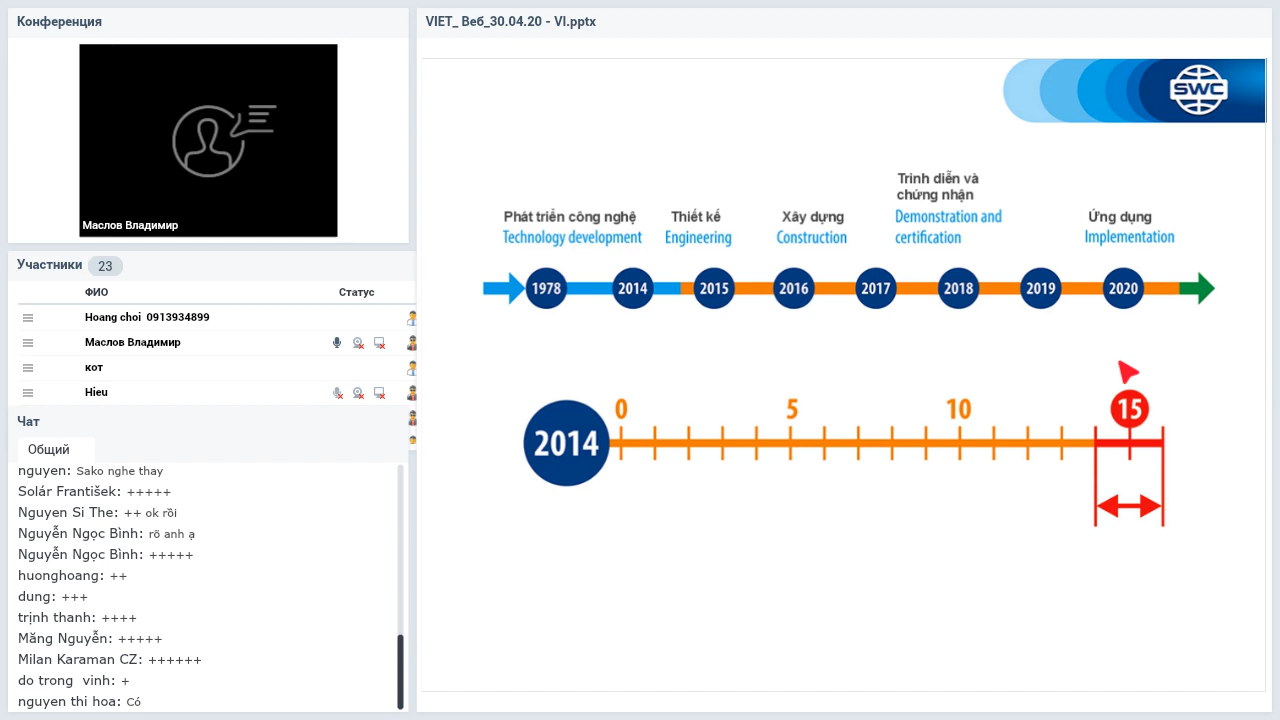 Конференция
Маслов Владимир
Участники 23
ФИО Статус
Hoang choi 0913934899
Маслов Владимир
кот
Hieu
Чат
Общий
nguyen: Sako nghe thay
Solár František: +++++
Nguyen Si The: ++ ok rồi
Nguyễn Ngọc Bình: rõ anh ạ
Nguyễn Ngọc Bình: +++++
huonghoang: ++
dung: +++
trịnh thanh: ++++
Măng Nguyễn: +++++
Milan Karaman CZ: ++++++
do trong vinh: +
nguyen thi hoa: Có
VIET_ Веб_30.04.20 - VI.pptx
SWC
Phát triển công nghệ
Technology development
Thiết kế
Engineering
Xây dựng
Construction
Trình diễn và
chứng nhận
Demonstration and
certification
Ứng dụng
Implementation
1978 2014 2015 2016 2017 2018 2019 2020
2014 0 5 10 15